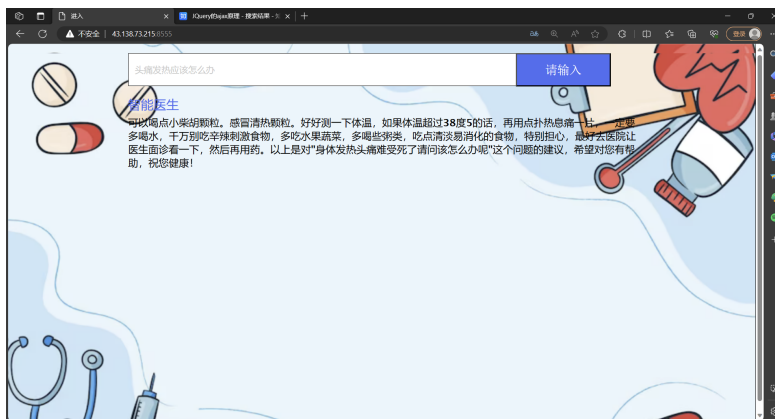 进入
JQuery的ajax原理 - 搜索结果 - 知
不安全
43.138.73.215:8555
登录
头痛发热应该怎么办
请输入
智能医生
可以喝点小柴胡颗粒。感冒清热颗粒。好好测一下体温，如果体温超过38度5的话，再用点扑热息痛一片，一定要
多喝水，千万别吃辛辣刺激食物，多吃水果蔬菜，多喝些粥类，吃点清淡易消化的食物，特别担心，最好去医院让
医生面诊看一下，然后再用药。以上是对"身体发热头痛难受死了请问该怎么办呢"这个问题的建议，希望对您有帮
助，祝您健康！